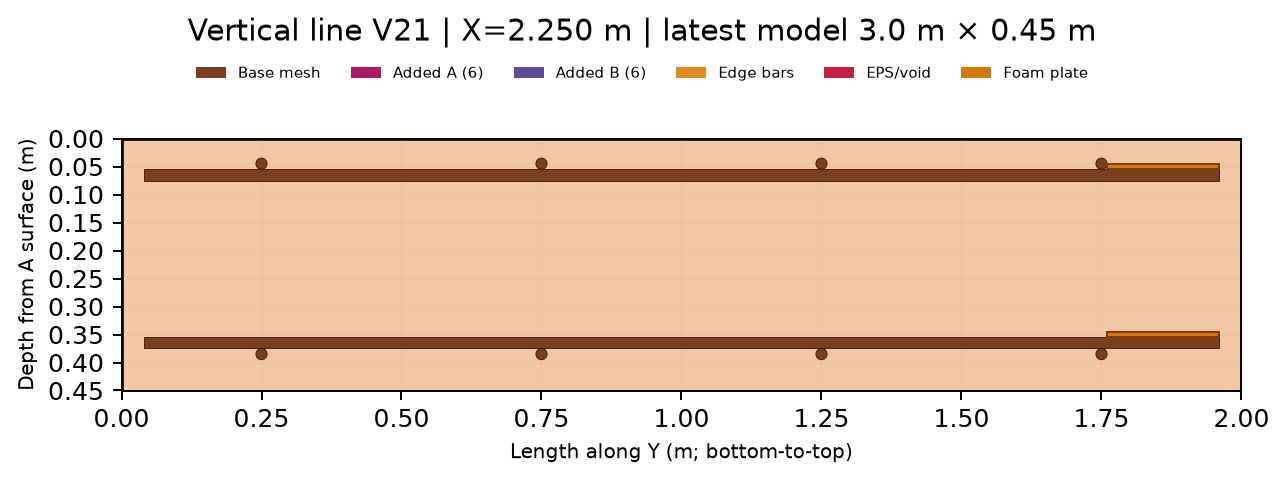 Vertical line V21 | X=2.250 m | latest model 3.0 m × 0.45 m
Base mesh Added A (6) Added B (6) Edge bars EPS/void Foam plate
Depth from A surface (m)
0.00
0.05
0.10
0.15
0.20
0.25
0.30
0.35
0.40
0.45
0.00 0.25 0.50 0.75 1.00 1.25 1.50 1.75 2.00
Length along Y (m; bottom-to-top)